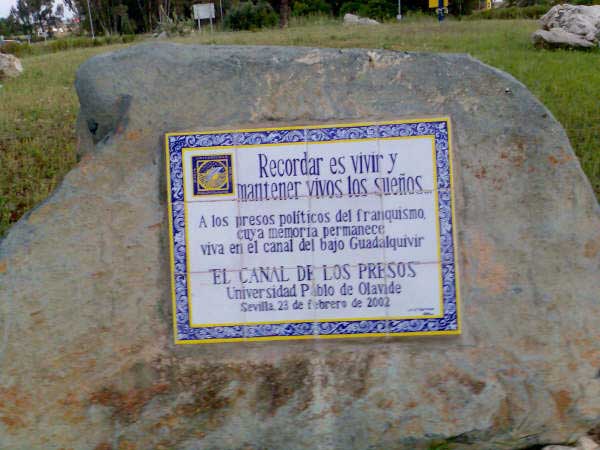 Recordar es vivir y
mantener vivos los sueños...
A los presos políticos del franquismo,
cuya memoria permanece
viva en el canal del bajo Guadalquivir
"EL CANAL DE LOS PRESOS"
Universidad Pablo de Olavide
Sevilla, 23 de febrero de 2002